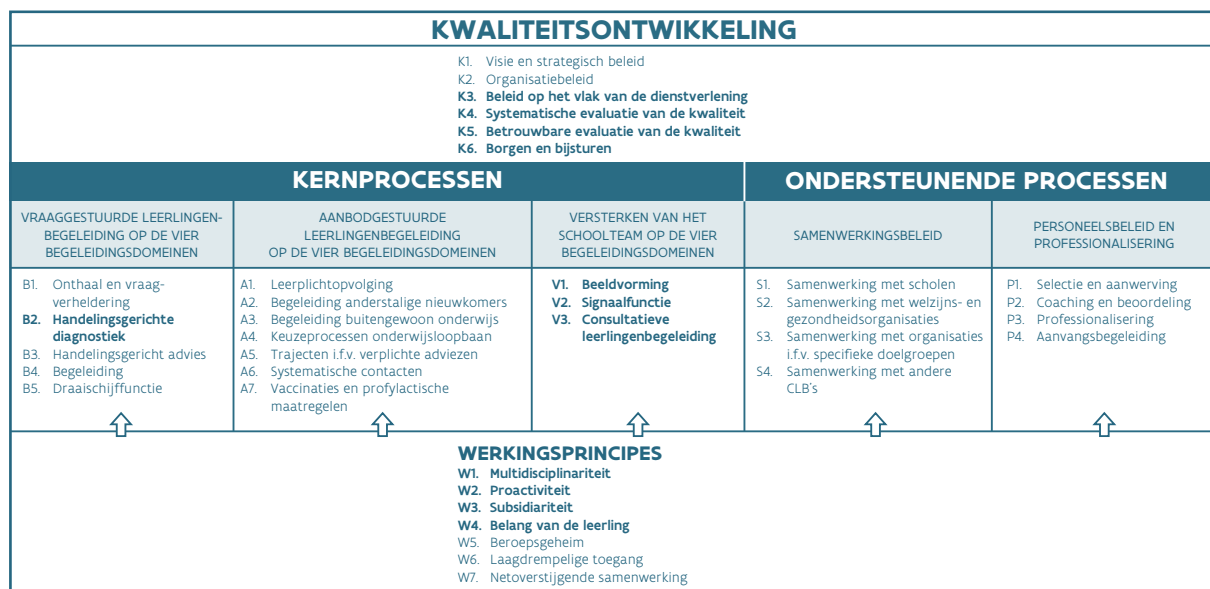 KWALITEITSONTWIKKELING
K1. Visie en strategisch beleid
K2. Organisatiebeleid
K3. Beleid op het vlak van de dienstverlening
K4. Systematische evaluatie van de kwaliteit
K5. Betrouwbare evaluatie van de kwaliteit
K6. Borgen en bijsturen
KERNPROCESSEN
ONDERSTEUNENDE PROCESSEN
VRAAGGESTUURDE LEERLINGEN-
BEGELEIDING OP DE VIER
BEGELEIDINGSDOMEINEN
AANBODGESTUURDE
LEERLINGENBEGELEIDING
OP DE VIER BEGELEIDINGSDOMEINEN
VERSTERKEN VAN HET
SCHOOLTEAM OP DE VIER
BEGELEIDINGSDOMEINEN
SAMENWERKINGSBELEID
PERSONEELSBELEID EN
PROFESSIONALISERING
B1. Onthaal en vraag-
verheldering
B2. Handelingsgerichte
diagnostiek
B3. Handelingsgericht advies
B4. Begeleiding
B5. Draaischijffunctie
A1. Leerplichtopvolging
A2. Begeleiding anderstalige nieuwkomers
A3. Begeleiding buitengewoon onderwijs
A4. Keuzeprocessen onderwijsloopbaan
A5. Trajecten i.f.v. verplichte adviezen
A6. Systematische contacten
A7. Vaccinaties en profylactische
maatregelen
V1. Beeldvorming
V2. Signaalfunctie
V3. Consultatieve
leerlingenbegeleiding
S1. Samenwerking met scholen
S2. Samenwerking met welzijns- en
gezondheidsorganisaties
S3. Samenwerking met organisaties
i.f.v. specifieke doelgroepen
S4. Samenwerking met andere
CLB's
P1. Selectie en aanwerving
P2. Coaching en beoordeling
P3. Professionalisering
P4. Aanvangsbegeleiding
WERKINGSPRINCIPES
W1. Multidisciplinariteit
W2. Proactiviteit
W3. Subsidiariteit
W4. Belang van de leerling
W5. Beroepsgeheim
W6. Laagdrempelige toegang
W7. Netoverstijgende samenwerking